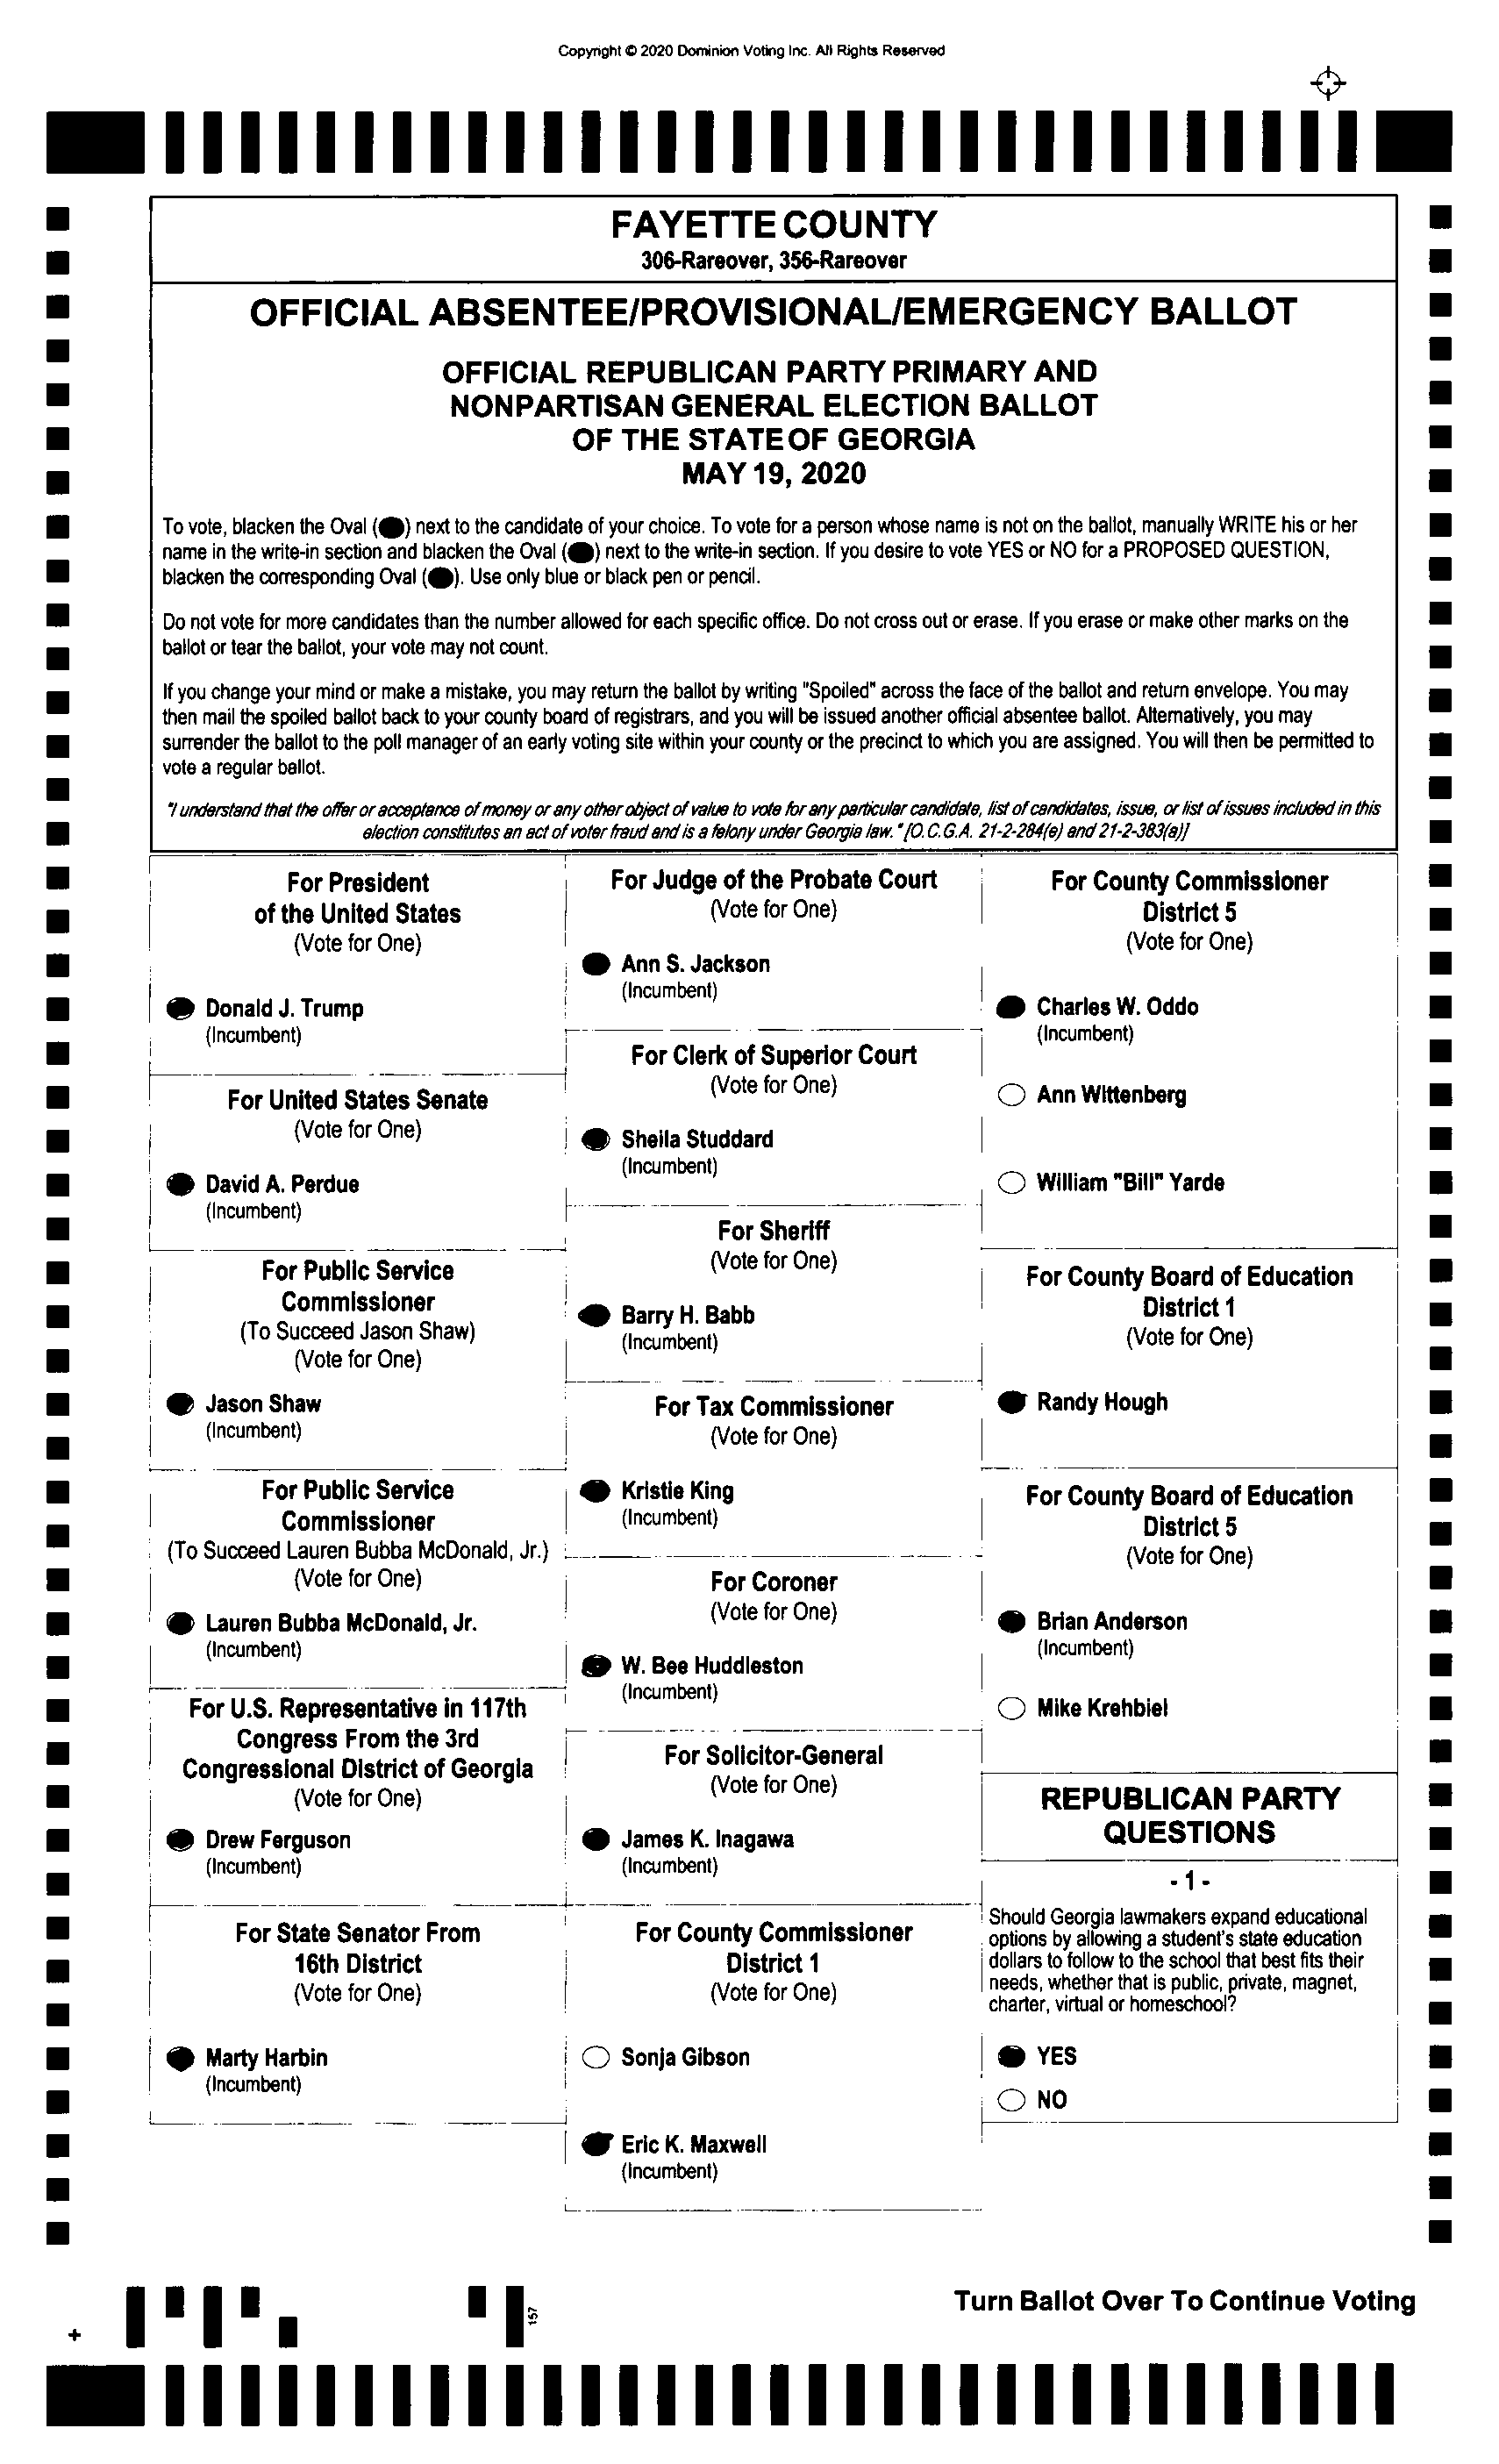 Copyright © 2020 Dominion Voting Inc. All Rights Reserved
FAYETTE COUNTY
306-Rareover, 356-Rareover
OFFICIAL ABSENTEE/PROVISIONAL/EMERGENCY BALLOT
OFFICIAL REPUBLICAN PARTY PRIMARY AND
NONPARTISAN GENERAL ELECTION BALLOT
OF THE STATE OF GEORGIA
MAY 19, 2020
To vote, blacken the Oval ( ) next to the candidate of your choice. To vote for a person whose name is not on the ballot, manually WRITE his or her
name in the write-in section and blacken the Oval ( ) next to the write-in section. If you desire to vote YES or NO for a PROPOSED QUESTION,
blacken the corresponding Oval ( ). Use only blue or black pen or pencil.
Do not vote for more candidates than the number allowed for each specific office. Do not cross out or erase. If you erase or make other marks on the
ballot or tear the ballot, your vote may not count.
If you change your mind or make a mistake, you may return the ballot by writing "Spoiled" across the face of the ballot and return envelope. You may
then mail the spoiled ballot back to your county board of registrars, and you will be issued another official absentee ballot. Alternatively, you may
surrender the ballot to the poll manager of an early voting site within your county or the precinct to which you are assigned. You will then be permitted to
vote a regular ballot.
"I understand that the offer or acceptance of money or any other object of value to vote for any particular candidate, list of candidates, issue, or list of issues included in this
election constitutes an act of voter fraud and is a felony under Georgia law." [O.C.G.A. 21-2-284(e) and 21-2-383(a)]
For President
of the United States
(Vote for One)
Donald J. Trump
(Incumbent)
For United States Senate
(Vote for One)
David A. Perdue
(Incumbent)
For Public Service
Commissioner
(To Succeed Jason Shaw)
(Vote for One)
Jason Shaw
(Incumbent)
For Public Service
Commissioner
(To Succeed Lauren Bubba McDonald, Jr.)
(Vote for One)
Lauren Bubba McDonald, Jr.
(Incumbent)
For U.S. Representative in 117th
Congress From the 3rd
Congressional District of Georgia
(Vote for One)
Drew Ferguson
(Incumbent)
For State Senator From
16th District
(Vote for One)
Marty Harbin
(Incumbent)
For Judge of the Probate Court
(Vote for One)
Ann S. Jackson
(Incumbent)
For Clerk of Superior Court
(Vote for One)
Sheila Studdard
(Incumbent)
For Sheriff
(Vote for One)
Barry H. Babb
(Incumbent)
For Tax Commissioner
(Vote for One)
Kristie King
(Incumbent)
For Coroner
(Vote for One)
W. Bee Huddleston
(Incumbent)
For Solicitor-General
(Vote for One)
James K. Inagawa
(Incumbent)
For County Commissioner
District 1
(Vote for One)
Sonja Gibson
Eric K. Maxwell
(Incumbent)
For County Commissioner
District 5
(Vote for One)
Charles W. Oddo
(Incumbent)
Ann Wittenberg
William "Bill" Yarde
For County Board of Education
District 1
(Vote for One)
Randy Hough
For County Board of Education
District 5
(Vote for One)
Brian Anderson
(Incumbent)
Mike Krehbiel
REPUBLICAN PARTY
QUESTIONS
- 1 -
Should Georgia lawmakers expand educational
options by allowing a student's state education
dollars to follow to the school that best fits their
needs, whether that is public, private, magnet,
charter, virtual or homeschool?
YES
NO
Turn Ballot Over To Continue Voting
157
+